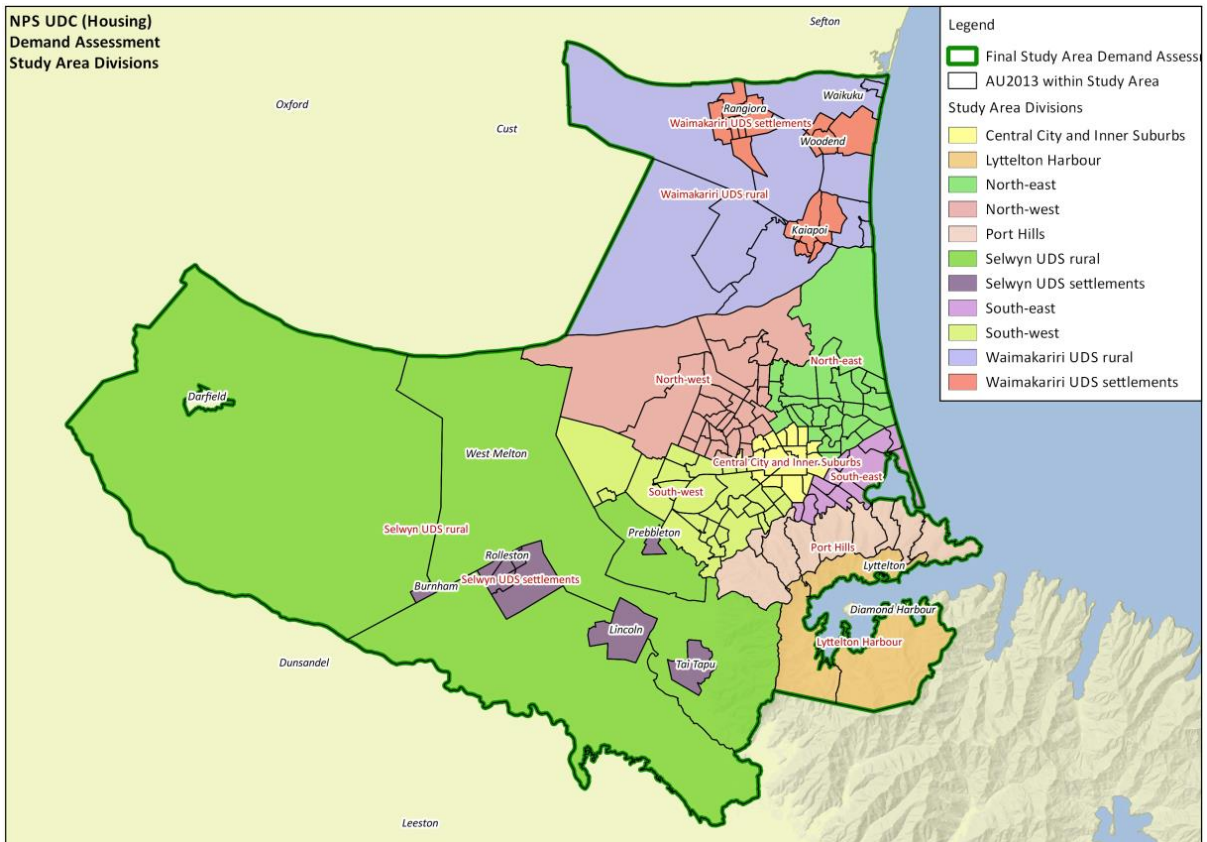 NPS UDC (Housing)
Demand Assessment
Study Area Divisions
Sefton
Oxford
Cust
Waikuku
Rangiora
Waimakariri UDS settlements
Woodend
Waimakariri UDS rural
Kaiapoi
North-east
North-west
Darfield
West Melton
Central City and Inner Suburbs
South-east
South-west
Selwyn UDS rural
Prebbleton
Port Hills
Rolleston
Selwyn UDS settlements
Burnham
Lyttelton
Diamond Harbour
Lincoln
Lyttelton Harbour
Dunsandel
Tai Tapu
Leeston
Legend
Final Study Area Demand Assess
AU2013 within Study Area
Study Area Divisions
Central City and Inner Suburbs
Lyttelton Harbour
North-east
North-west
Port Hills
Selwyn UDS rural
Selwyn UDS settlements
South-east
South-west
Waimakariri UDS rural
Waimakariri UDS settlements